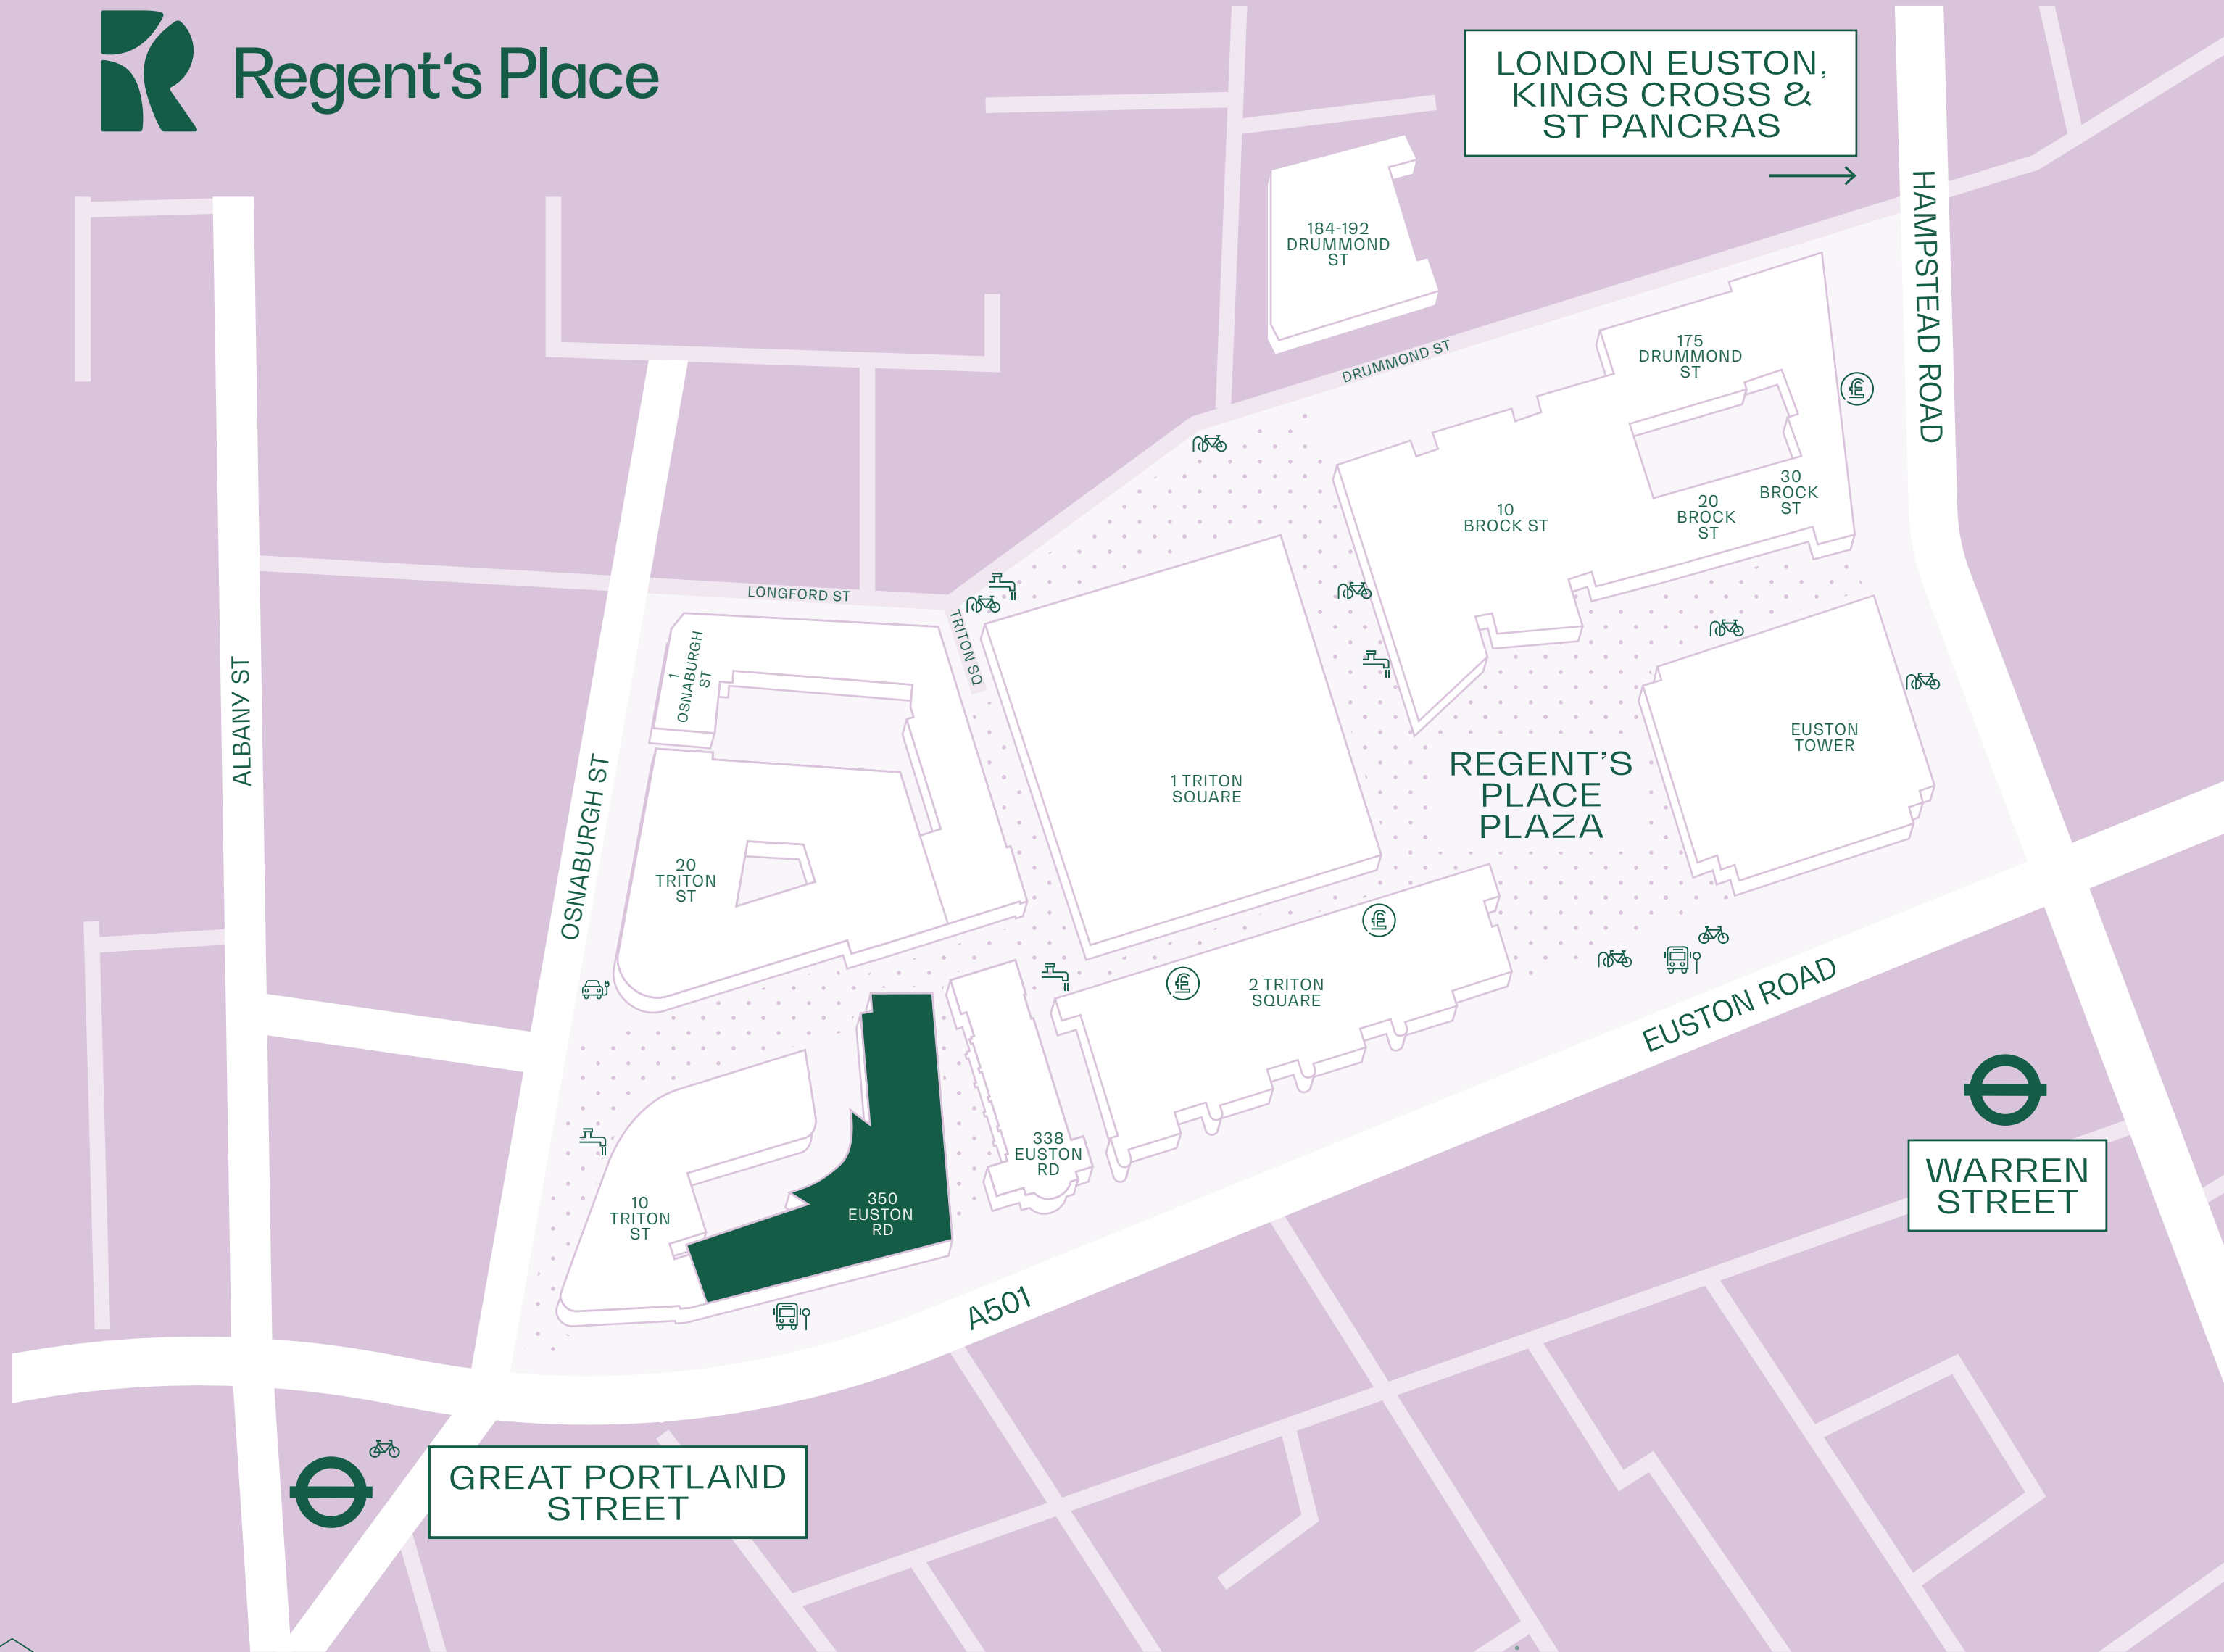 Regent‘s Place
LONDON EUSTON,
KINGS CROSS &
ST PANCRAS
HAMPSTEAD ROAD
184-192
DRUMMOND
ST
DRUMMOND ST
175
DRUMMOND
ST
30
BROCK
ST
20
BROCK
ST
10
BROCK ST
LONGFORD ST
TRITON SQ
1
OSNABURGH
ST
ALBANY ST
OSNABURGH ST
EUSTON
TOWER
REGENT’S
PLACE
PLAZA
1 TRITON
SQUARE
20
TRITON
ST
2 TRITON
SQUARE
EUSTON ROAD
338
EUSTON
RD
350
EUSTON
RD
10
TRITON
ST
WARREN
STREET
A501
GREAT PORTLAND
STREET